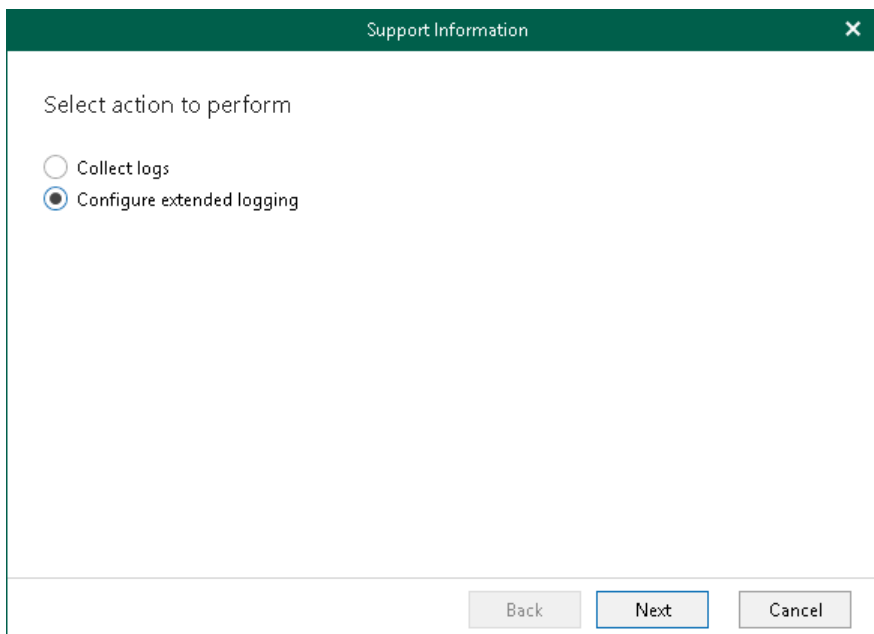 Support Information
Select action to perform
Collect logs
Configure extended logging
Back Next Cancel